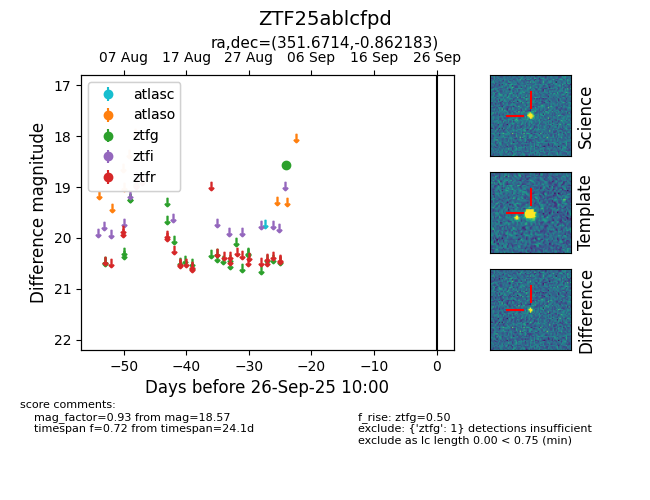 ZTF25ablcfpd
ra,dec=(351.6714,-0.862183)
07 Aug 17 Aug 27 Aug 06 Sep 16 Sep 26 Sep
17
18
19
20
21
22
Difference magnitude
atlasc
atlaso
ztfg
ztfi
ztfr
−50 −40 −30 −20 −10 0
Days before 26-Sep-25 10:00
Science
Template
Difference
score comments:
mag_factor=0.93 from mag=18.57
timespan f=0.72 from timespan=24.1d
f_rise: ztfg=0.50
exclude: {'ztfg': 1} detections insufficient
exclude as lc length 0.00 < 0.75 (min)